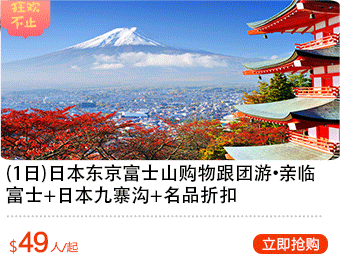 狂欢
不止
(1日)日本东京富士山购物跟团游•亲临
富士+日本九寨沟+名品折扣
$49人/起
立即抢购